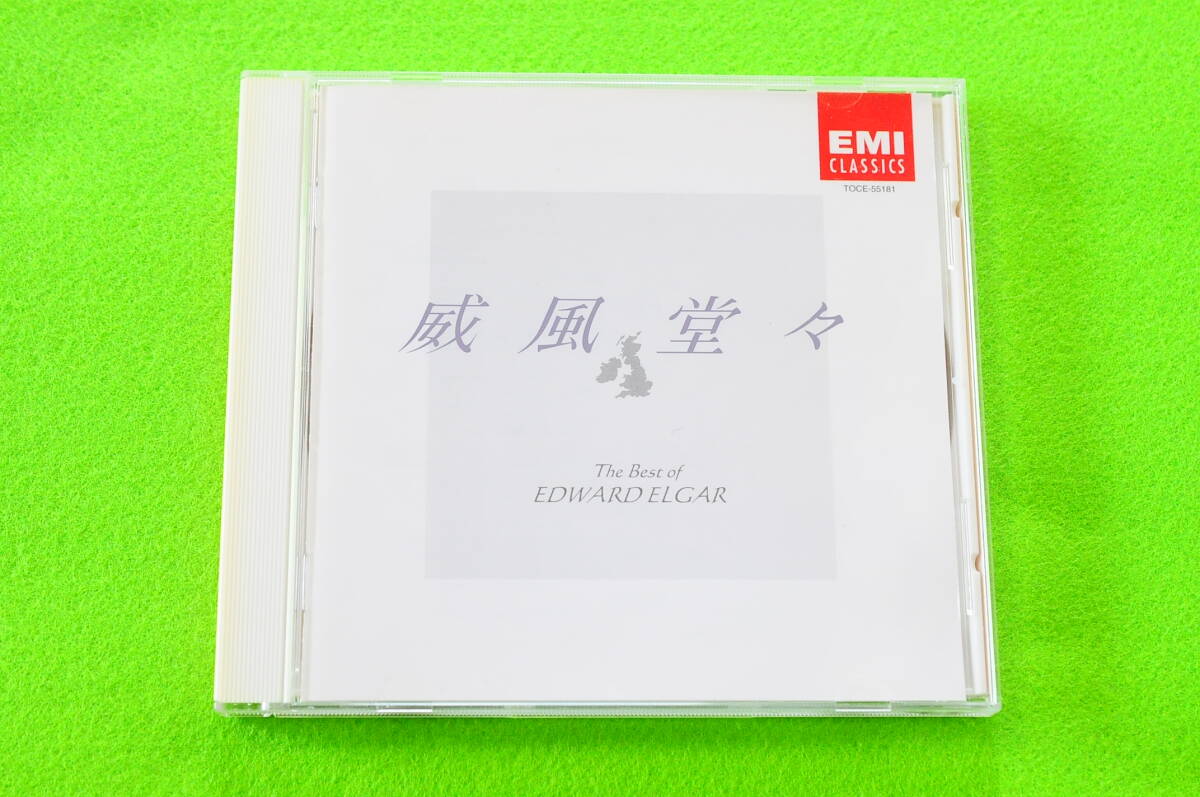 EMI
CLASSICS
TOCE-55181
威風堂々
The Best of
EDWARD ELGAR